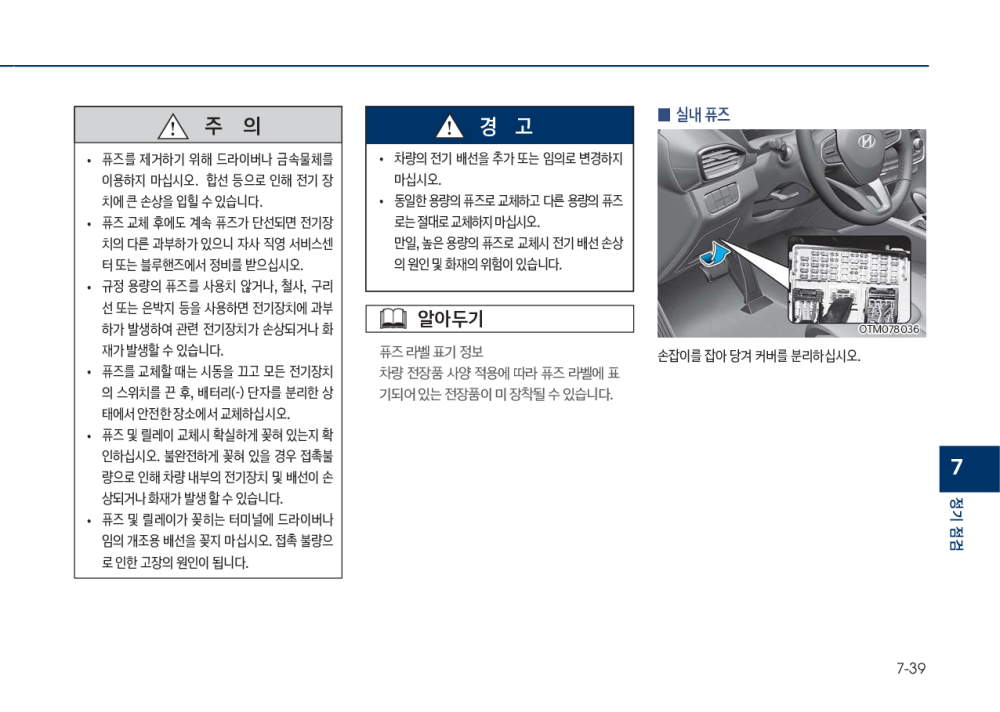 주 의
• 퓨즈를 제거하기 위해 드라이버나 금속물체를
이용하지 마십시오. 합선 등으로 인해 전기 장
치에 큰 손상을 입힐 수 있습니다.
• 퓨즈 교체 후에도 계속 퓨즈가 단선되면 전기장
치의 다른 과부하가 있으니 자사 직영 서비스센
터 또는 블루핸즈에서 정비를 받으십시오.
• 규정 용량의 퓨즈를 사용치 않거나, 철사, 구리
선 또는 은박지 등을 사용하면 전기장치에 과부
하가 발생하여 관련 전기장치가 손상되거나 화
재가 발생할 수 있습니다.
• 퓨즈를 교체할 때는 시동을 끄고 모든 전기장치
의 스위치를 끈 후, 배터리(-) 단자를 분리한 상
태에서 안전한 장소에서 교체하십시오.
• 퓨즈 및 릴레이 교체시 확실하게 꽂혀 있는지 확
인하십시오. 불완전하게 꽂혀 있을 경우 접촉불
량으로 인해 차량 내부의 전기장치 및 배선이 손
상되거나 화재가 발생 할 수 있습니다.
• 퓨즈 및 릴레이가 꽂히는 터미널에 드라이버나
임의 개조용 배선을 꽂지 마십시오. 접촉 불량으
로 인한 고장의 원인이 됩니다.
경 고
• 차량의 전기 배선을 추가 또는 임의로 변경하지
마십시오.
• 동일한 용량의 퓨즈로 교체하고 다른 용량의 퓨즈
로는 절대로 교체하지 마십시오.
만일, 높은 용량의 퓨즈로 교체시 전기 배선 손상
의 원인 및 화재의 위험이 있습니다.
알아두기
퓨즈 라벨 표기 정보
차량 전장품 사양 적용에 따라 퓨즈 라벨에 표
기되어 있는 전장품이 미 장착될 수 있습니다.
■ 실내 퓨즈
OTM078036
손잡이를 잡아 당겨 커버를 분리하십시오.
7
정기 점검
7-39